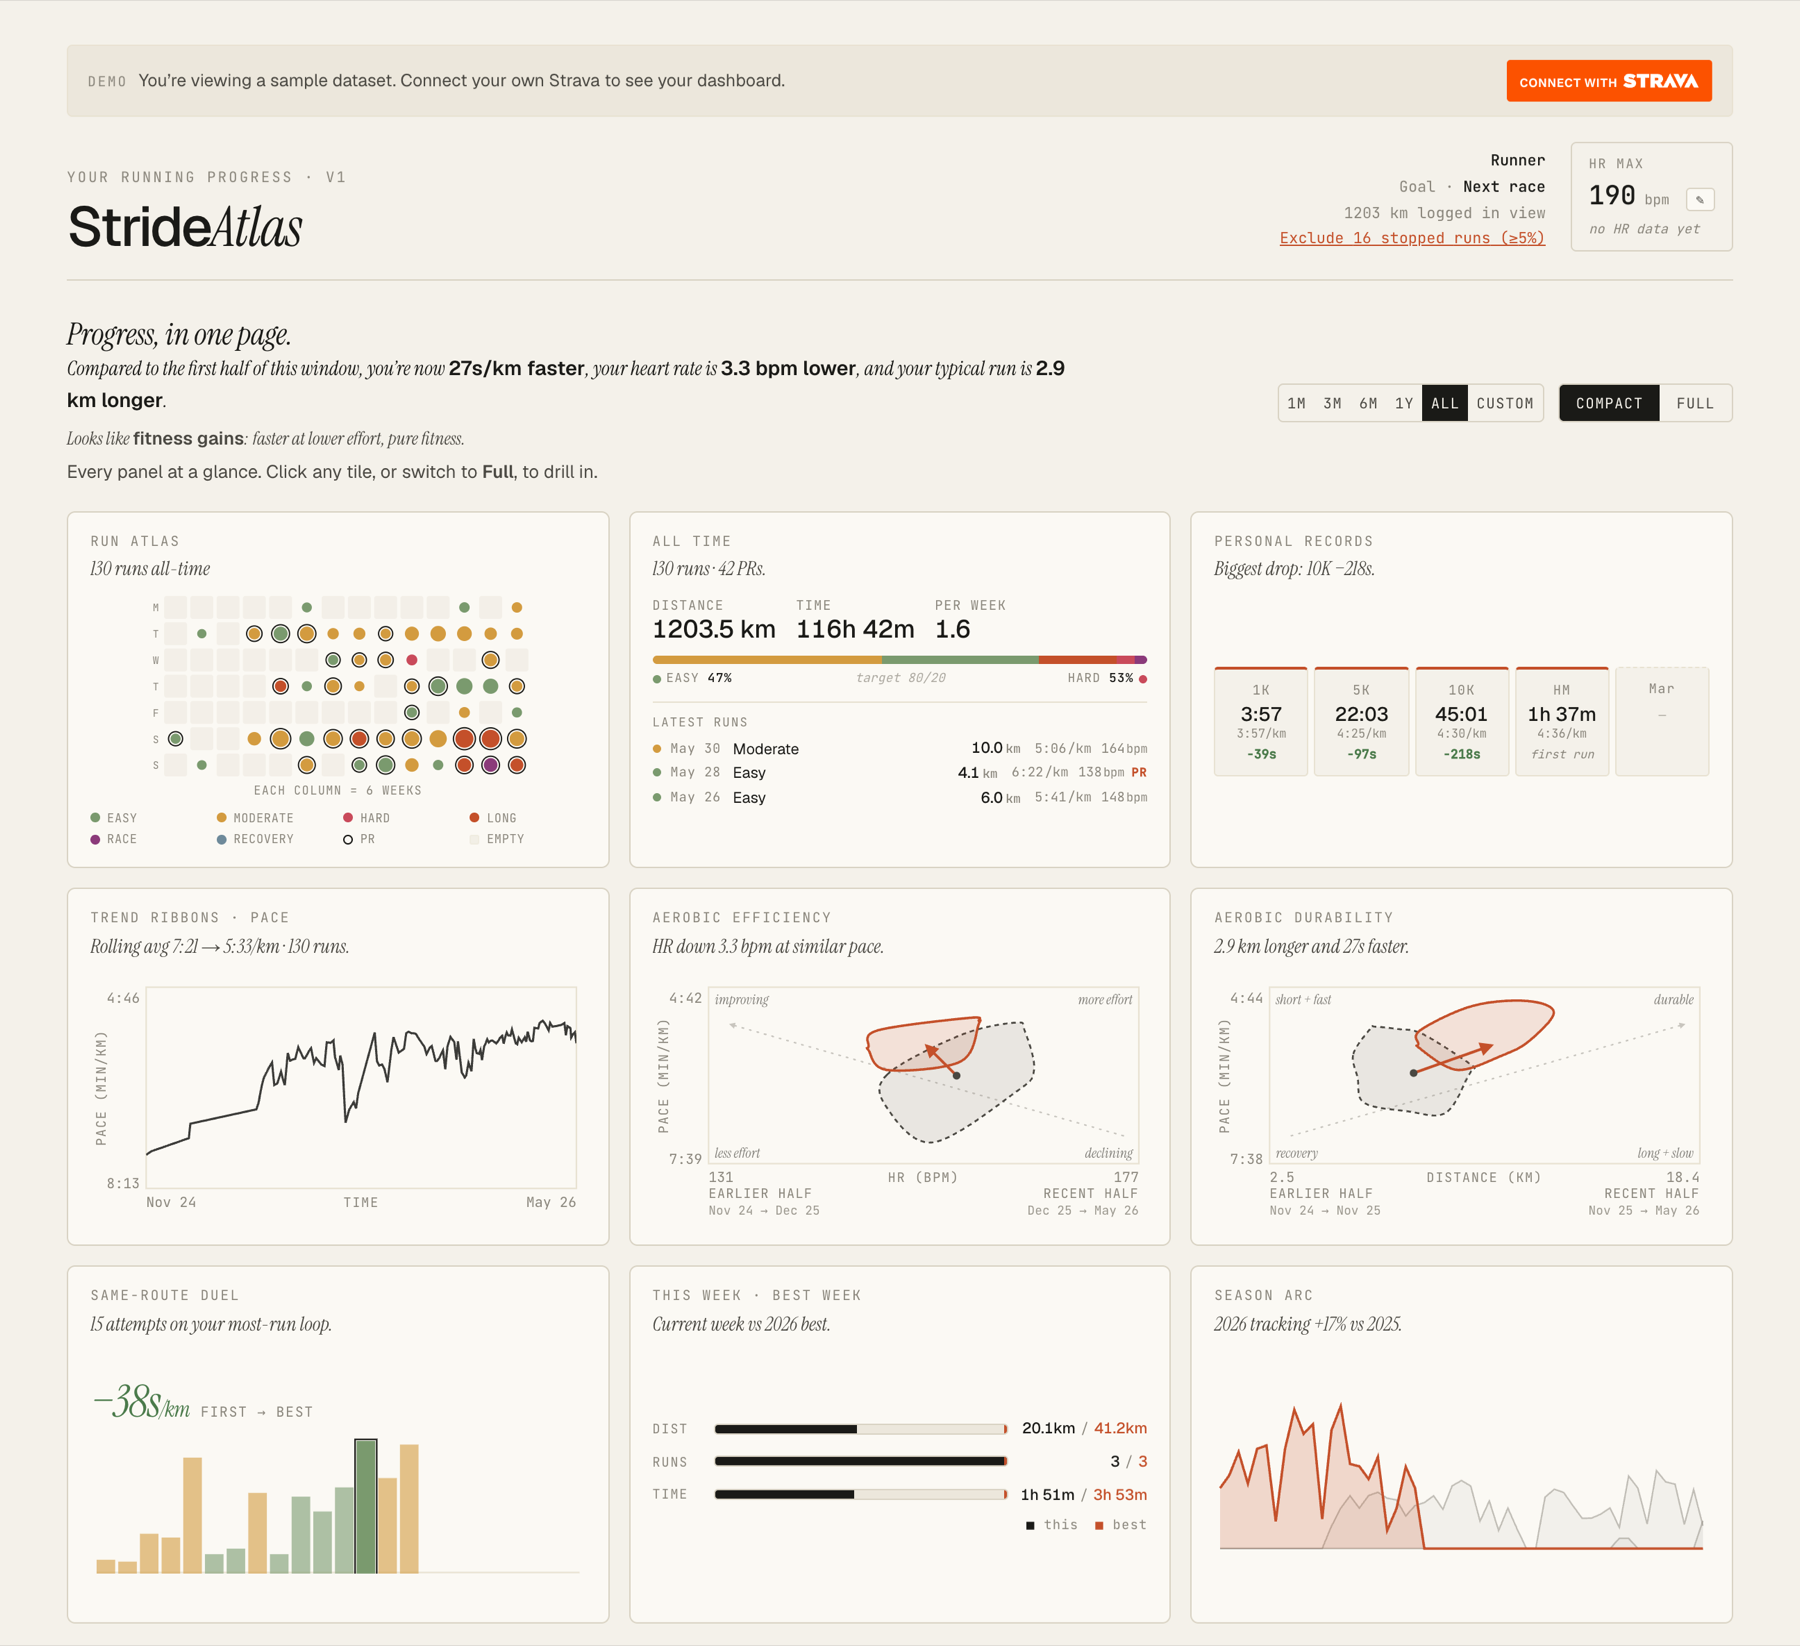 DEMO You're viewing a sample dataset. Connect your own Strava to see your dashboard.
CONNECT WITH STRAVA
YOUR RUNNING PROGRESS · V1
StrideAtlas
Runner
Goal · Next race
1203 km logged in view
Exclude 16 stopped runs (≥5%)
HR MAX
190 bpm ✎
no HR data yet
Progress, in one page.
Compared to the first half of this window, you're now 27s/km faster, your heart rate is 3.3 bpm lower, and your typical run is 2.9
km longer.
Looks like fitness gains: faster at lower effort, pure fitness.
Every panel at a glance. Click any tile, or switch to Full, to drill in.
1M 3M 6M 1Y ALL CUSTOM
COMPACT FULL
RUN ATLAS
130 runs all-time
M
T
W
T
F
S
S
EACH COLUMN = 6 WEEKS
EASY MODERATE HARD LONG
RACE RECOVERY PR EMPTY
ALL TIME
130 runs · 42 PRs.
DISTANCE TIME PER WEEK
1203.5 km 116h 42m 1.6
EASY 47% target 80/20 HARD 53%
LATEST RUNS
May 30 Moderate 10.0 km 5:06/km 164bpm
May 28 Easy 4.1 km 6:22/km 138bpm PR
May 26 Easy 6.0 km 5:41/km 148bpm
PERSONAL RECORDS
Biggest drop: 10K −218s.
1K 5K 10K HM Mar
3:57 22:03 45:01 1h 37m –
3:57/km 4:25/km 4:30/km 4:36/km
-39s -97s -218s first run
TREND RIBBONS · PACE
Rolling avg 7:21 → 5:33/km · 130 runs.
4:46
PACE (MIN/KM)
8:13
Nov 24 TIME May 26
AEROBIC EFFICIENCY
HR down 3.3 bpm at similar pace.
4:42
improving more effort
PACE (MIN/KM)
less effort declining
7:39
131 HR (BPM) 177
EARLIER HALF RECENT HALF
Nov 24 → Dec 25 Dec 25 → May 26
AEROBIC DURABILITY
2.9 km longer and 27s faster.
4:44
short + fast durable
PACE (MIN/KM)
recovery long + slow
7:38
2.5 DISTANCE (KM) 18.4
EARLIER HALF RECENT HALF
Nov 24 → Nov 25 Nov 25 → May 26
SAME-ROUTE DUEL
15 attempts on your most-run loop.
−38s/km FIRST → BEST
THIS WEEK · BEST WEEK
Current week vs 2026 best.
DIST 20.1km / 41.2km
RUNS 3 / 3
TIME 1h 51m / 3h 53m
this best
SEASON ARC
2026 tracking +17% vs 2025.